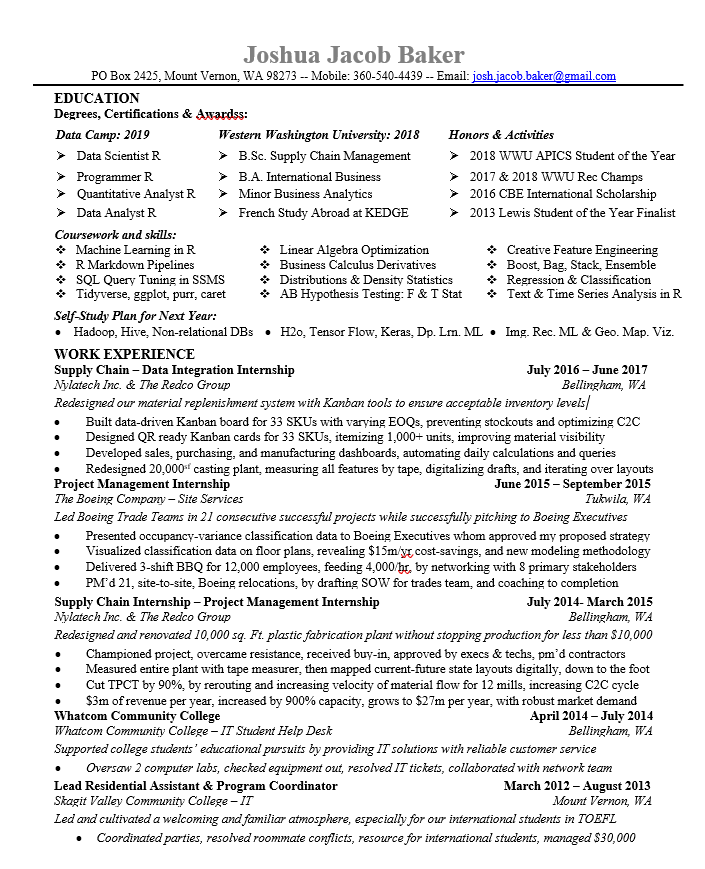 Joshua Jacob Baker
PO Box 2425, Mount Vernon, WA 98273 -- Mobile: 360-540-4439 -- Email: josh.jacob.baker@gmail.com
EDUCATION
Degrees, Certifications & Awardss:
Data Camp: 2019 Western Washington University: 2018 Honors & Activities
➢ Data Scientist R ➢ B.Sc. Supply Chain Management ➢ 2018 WWU APICS Student of the Year
➢ Programmer R ➢ B.A. International Business ➢ 2017 & 2018 WWU Rec Champs
➢ Quantitative Analyst R ➢ Minor Business Analytics ➢ 2016 CBE International Scholarship
➢ Data Analyst R ➢ French Study Abroad at KEDGE ➢ 2013 Lewis Student of the Year Finalist
Coursework and skills:
❖ Machine Learning in R ❖ Linear Algebra Optimization ❖ Creative Feature Engineering
❖ R Markdown Pipelines ❖ Business Calculus Derivatives ❖ Boost, Bag, Stack, Ensemble
❖ SQL Query Tuning in SSMS ❖ Distributions & Density Statistics ❖ Regression & Classification
❖ Tidyverse, ggplot, purr, caret ❖ AB Hypothesis Testing: F & T Stat ❖ Text & Time Series Analysis in R
Self-Study Plan for Next Year:
• Hadoop, Hive, Non-relational DBs • H2o, Tensor Flow, Keras, Dp. Lrn. ML • Img. Rec. ML & Geo. Map. Viz.
WORK EXPERIENCE
Supply Chain – Data Integration Internship July 2016 – June 2017
Nylatech Inc. & The Redco Group Bellingham, WA
Redesigned our material replenishment system with Kanban tools to ensure acceptable inventory levels
• Built data-driven Kanban board for 33 SKUs with varying EOQs, preventing stockouts and optimizing C2C
• Designed QR ready Kanban cards for 33 SKUs, itemizing 1,000+ units, improving material visibility
• Developed sales, purchasing, and manufacturing dashboards, automating daily calculations and queries
• Redesigned 20,000sf casting plant, measuring all features by tape, digitalizing drafts, and iterating over layouts
Project Management Internship June 2015 – September 2015
The Boeing Company – Site Services Tukwila, WA
Led Boeing Trade Teams in 21 consecutive successful projects while successfully pitching to Boeing Executives
• Presented occupancy-variance classification data to Boeing Executives whom approved my proposed strategy
• Visualized classification data on floor plans, revealing $15m/yr cost-savings, and new modeling methodology
• Delivered 3-shift BBQ for 12,000 employees, feeding 4,000/hr, by networking with 8 primary stakeholders
• PM’d 21, site-to-site, Boeing relocations, by drafting SOW for trades team, and coaching to completion
Supply Chain Internship – Project Management Internship July 2014- March 2015
Nylatech Inc. & The Redco Group Bellingham, WA
Redesigned and renovated 10,000 sq. Ft. plastic fabrication plant without stopping production for less than $10,000
• Championed project, overcame resistance, received buy-in, approved by execs & techs, pm’d contractors
• Measured entire plant with tape measurer, then mapped current-future state layouts digitally, down to the foot
• Cut TPCT by 90%, by rerouting and increasing velocity of material flow for 12 mills, increasing C2C cycle
• $3m of revenue per year, increased by 900% capacity, grows to $27m per year, with robust market demand
Whatcom Community College April 2014 – July 2014
Whatcom Community College – IT Student Help Desk Bellingham, WA
Supported college students’ educational pursuits by providing IT solutions with reliable customer service
• Oversaw 2 computer labs, checked equipment out, resolved IT tickets, collaborated with network team
Lead Residential Assistant & Program Coordinator March 2012 – August 2013
Skagit Valley Community College – IT Mount Vernon, WA
Led and cultivated a welcoming and familiar atmosphere, especially for our international students in TOEFL
• Coordinated parties, resolved roommate conflicts, resource for international students, managed $30,000